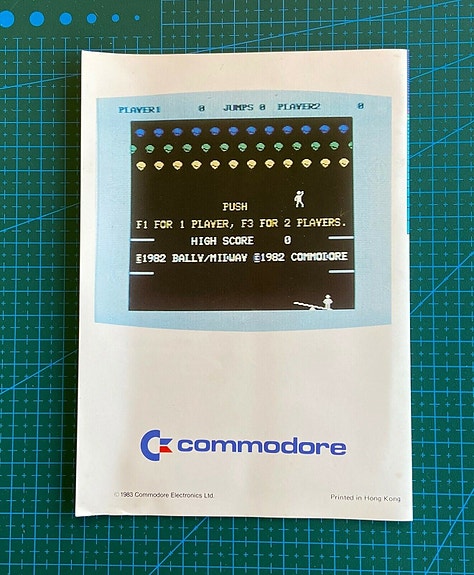 PLAYER1 0 JUMPS 0 PLAYER2 0
PUSH
F1 FOR 1 PLAYER, F3 FOR 2 PLAYERS.
HIGH SCORE 0
©1982 BALLY/MIDWAY ©1982 COMMODORE
commodore
©1983 Commodore Electronics Ltd.
Printed in Hong Kong